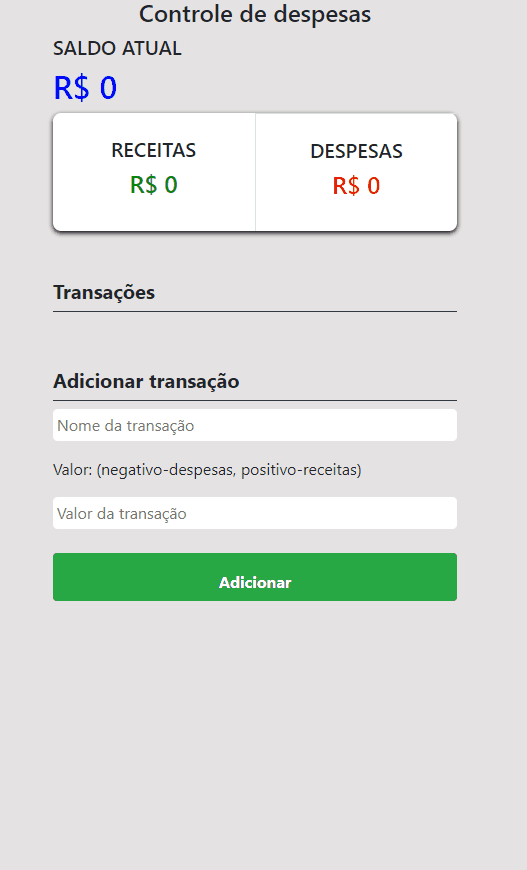 Controle de despesas
SALDO ATUAL
R$ 0
RECEITAS
R$ 0
DESPESAS
R$ 0
Transações
Adicionar transação
Nome da transação
Valor: (negativo-despesas, positivo-receitas)
Valor da transação
Adicionar